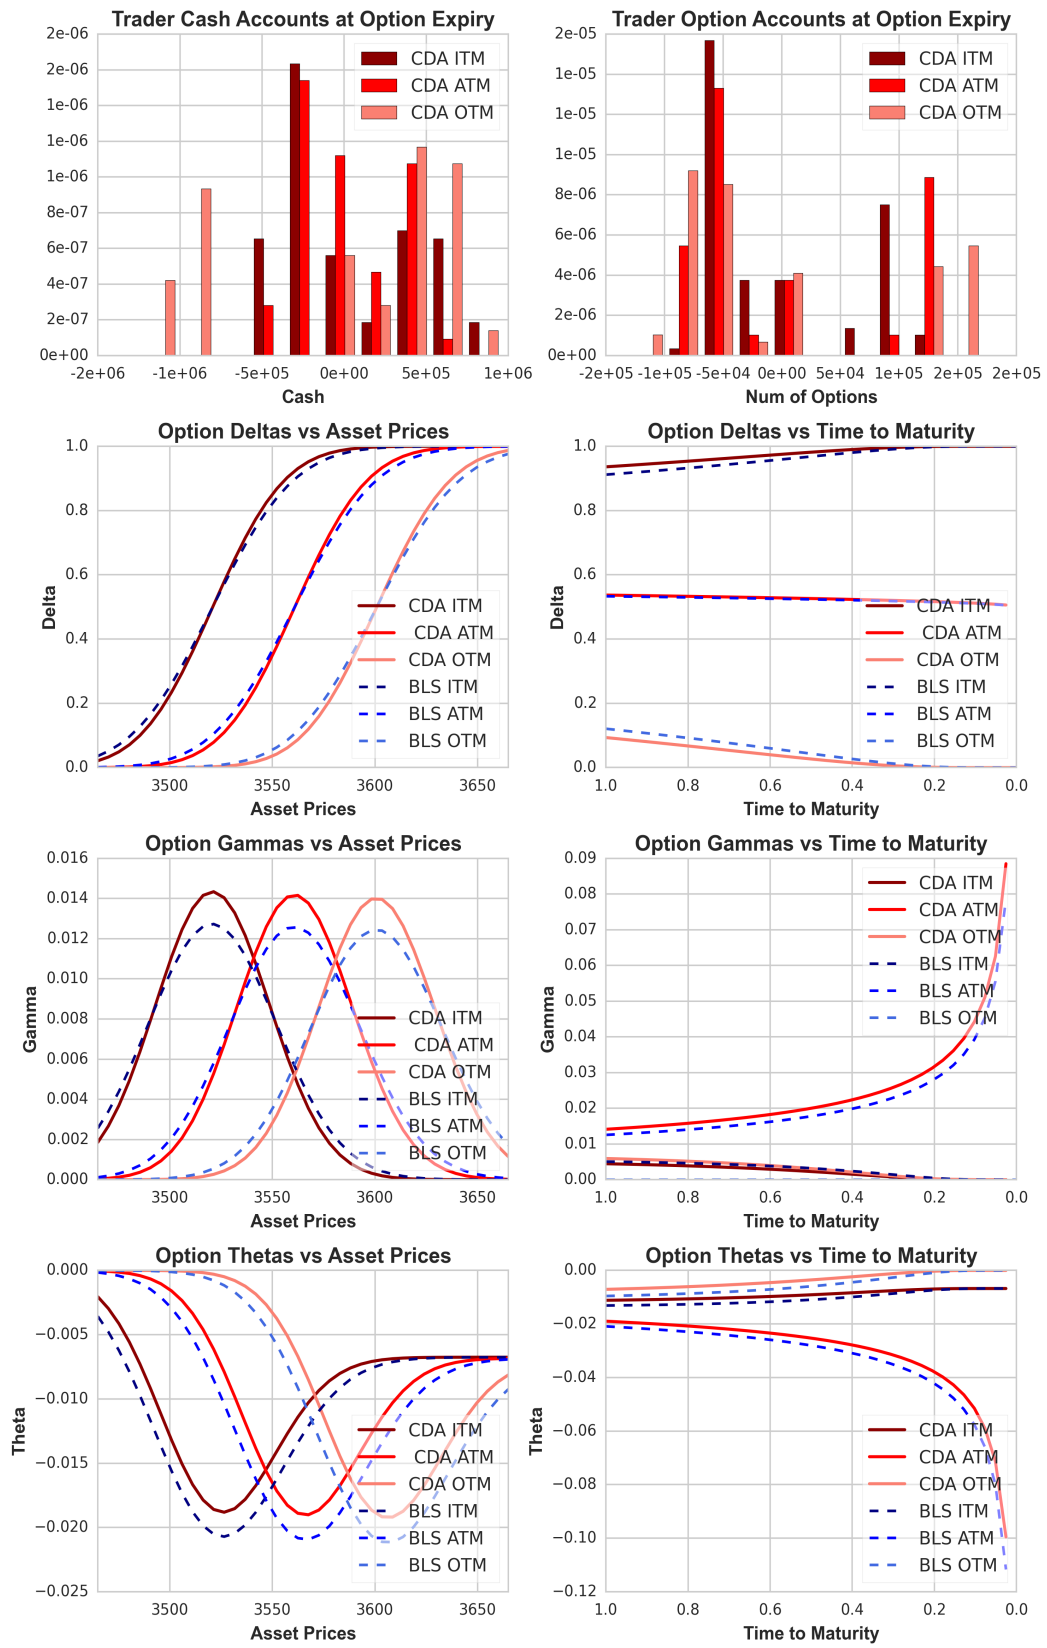 Trader Cash Accounts at Option Expiry
2e-06
2e-06
1e-06
1e-06
1e-06
8e-07
6e-07
4e-07
2e-07
0e+00
CDA ITM
CDA ATM
CDA OTM
-2e+06 -1e+06 -5e+05 0e+00 5e+05 1e+06
Cash
Trader Option Accounts at Option Expiry
2e-05
1e-05
1e-05
1e-05
8e-06
6e-06
4e-06
2e-06
0e+00
CDA ITM
CDA ATM
CDA OTM
-2e+05 -1e+05 -5e+04 0e+00 5e+04 1e+05 2e+05 2e+05
Num of Options
Option Deltas vs Asset Prices
Delta
1.0
0.8
0.6
0.4
0.2
0.0
CDA ITM
CDA ATM
CDA OTM
BLS ITM
BLS ATM
BLS OTM
3500 3550 3600 3650
Asset Prices
Option Deltas vs Time to Maturity
Delta
1.0
0.8
0.6
0.4
0.2
0.0
CDA ITM
CDA ATM
CDA OTM
BLS ITM
BLS ATM
BLS OTM
1.0 0.8 0.6 0.4 0.2 0.0
Time to Maturity
Option Gammas vs Asset Prices
Gamma
0.016
0.014
0.012
0.010
0.008
0.006
0.004
0.002
0.000
CDA ITM
CDA ATM
CDA OTM
BLS ITM
BLS ATM
BLS OTM
3500 3550 3600 3650
Asset Prices
Option Gammas vs Time to Maturity
Gamma
0.09
0.08
0.07
0.06
0.05
0.04
0.03
0.02
0.01
0.00
CDA ITM
CDA ATM
CDA OTM
BLS ITM
BLS ATM
BLS OTM
1.0 0.8 0.6 0.4 0.2 0.0
Time to Maturity
Option Thetas vs Asset Prices
Theta
0.000
−0.005
−0.010
−0.015
−0.020
−0.025
CDA ITM
CDA ATM
CDA OTM
BLS ITM
BLS ATM
BLS OTM
3500 3550 3600 3650
Asset Prices
Option Thetas vs Time to Maturity
Theta
0.00
−0.02
−0.04
−0.06
−0.08
−0.10
−0.12
CDA ITM
CDA ATM
CDA OTM
BLS ITM
BLS ATM
BLS OTM
1.0 0.8 0.6 0.4 0.2 0.0
Time to Maturity